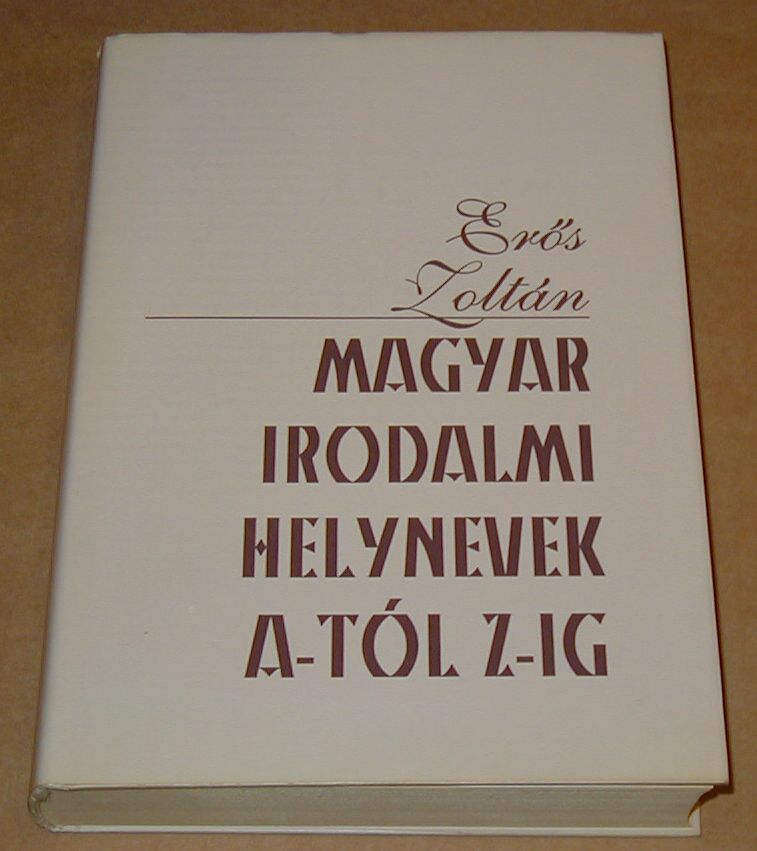 Erős
Zoltán
MAGYAR
IRODALMI
HELYNEVEK
A-TÓL Z-IG